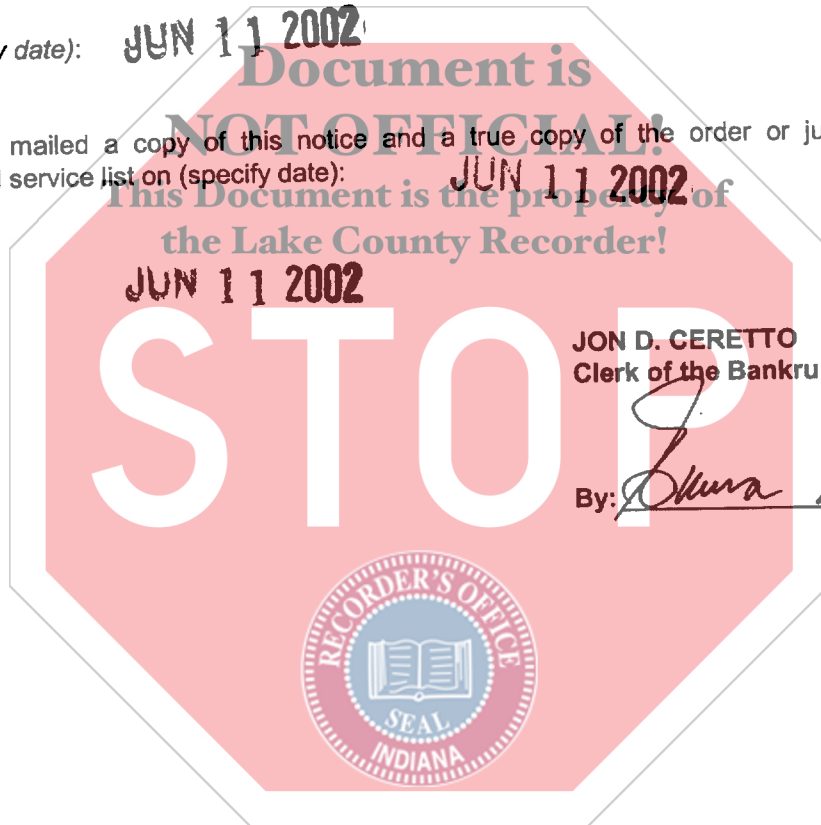 y date): JUN 11 2002
Document is
NOT OFFICIAL!
mailed a copy of this notice and a true copy of the order or ju
service list on (specify date): JUN 11 2002
This Document is the property of
the Lake County Recorder!
JUN 11 2002
STOP
JON D. CERETTO
Clerk of the Bankru
By:
RECORDER'S OFFICE
SEAL
INDIANA